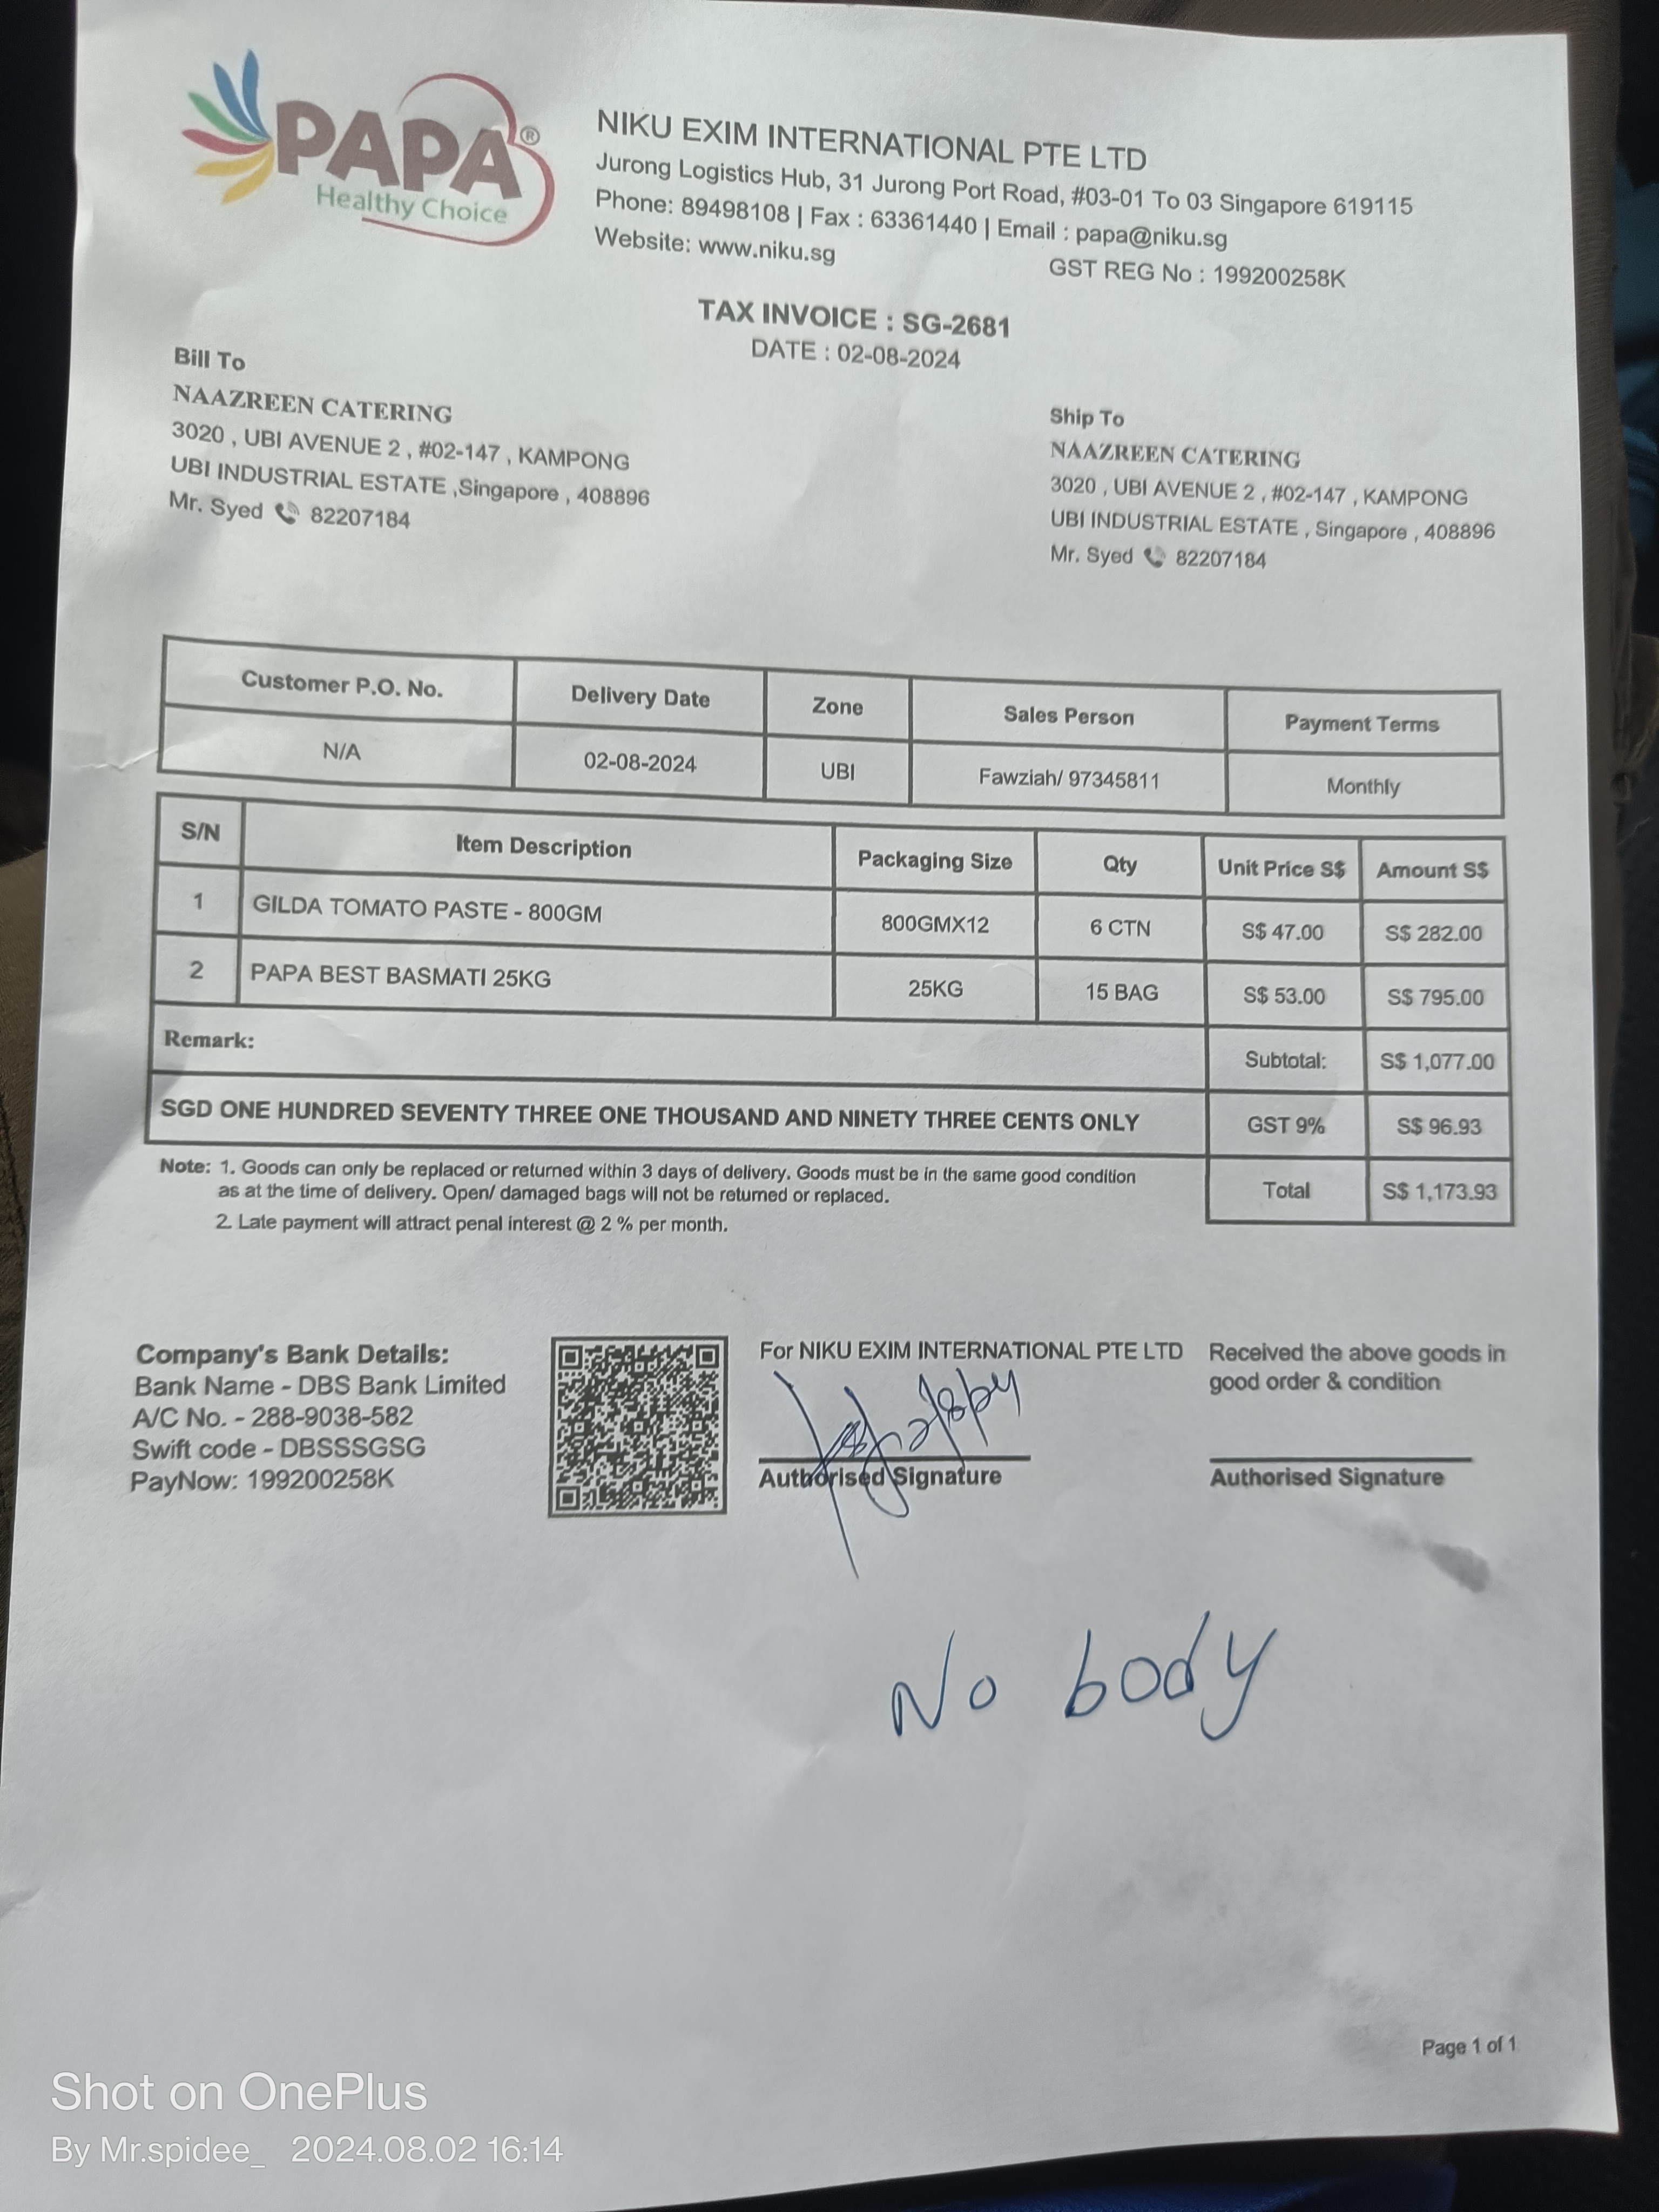 PAPA®
Healthy Choice
NIKU EXIM INTERNATIONAL PTE LTD
Jurong Logistics Hub, 31 Jurong Port Road, #03-01 To 03 Singapore 619115
Phone: 89498108 | Fax : 63361440 | Email : papa@niku.sg
Website: www.niku.sg
GST REG No : 199200258K
TAX INVOICE : SG-2681
DATE : 02-08-2024
Bill To
NAAZREEN CATERING
3020 , UBI AVENUE 2 , #02-147 , KAMPONG
UBI INDUSTRIAL ESTATE ,Singapore , 408896
Mr. Syed 82207184
Ship To
NAAZREEN CATERING
3020 , UBI AVENUE 2 , #02-147 , KAMPONG
UBI INDUSTRIAL ESTATE , Singapore , 408896
Mr. Syed 82207184
Customer P.O. No. Delivery Date Zone Sales Person Payment Terms
N/A 02-08-2024 UBI Fawziah/ 97345811 Monthly
S/N Item Description Packaging Size Qty Unit Price S$ Amount S$
1 GILDA TOMATO PASTE - 800GM 800GMX12 6 CTN S$ 47.00 S$ 282.00
2 PAPA BEST BASMATI 25KG 25KG 15 BAG S$ 53.00 S$ 795.00
Remark: Subtotal: S$ 1,077.00
SGD ONE HUNDRED SEVENTY THREE ONE THOUSAND AND NINETY THREE CENTS ONLY GST 9% S$ 96.93
Total S$ 1,173.93
Note: 1. Goods can only be replaced or returned within 3 days of delivery. Goods must be in the same good condition
as at the time of delivery. Open/ damaged bags will not be returned or replaced.
2. Late payment will attract penal interest @ 2 % per month.
Company's Bank Details:
Bank Name - DBS Bank Limited
A/C No. - 288-9038-582
Swift code - DBSSSGSG
PayNow: 199200258K
For NIKU EXIM INTERNATIONAL PTE LTD
Authorised Signature
Received the above goods in
good order & condition
Authorised Signature
No body
Page 1 of 1
Shot on OnePlus
By Mr.spidee_ 2024.08.02 16:14